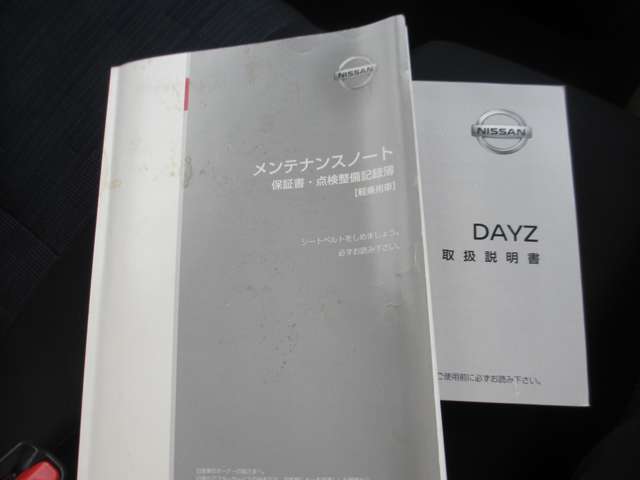 NISSAN
メンテナンスノート
保証書・点検整備記録簿
【軽乗用車】
シートベルトをしめましょう。
必ずお読み下さい。
NISSAN
DAYZ
取扱説明書
ご使用前に必ずお読み下さい。